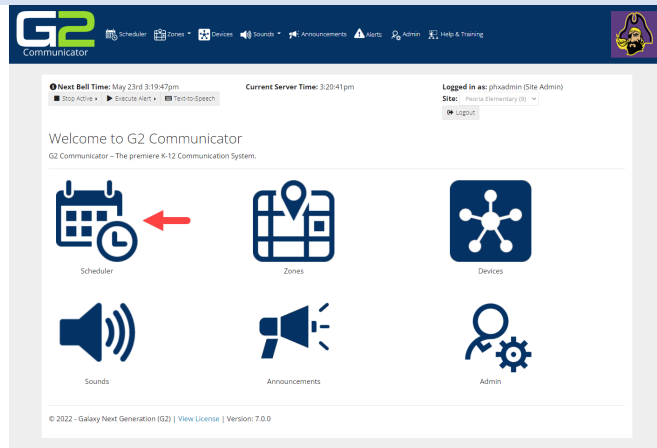 G2
Communicator
Scheduler Zones Devices Sounds Announcements Alerts Admin Help & Training
Next Bell Time: May 23rd 3:19:47pm Current Server Time: 3:20:41pm Logged in as: phxadmin (Site Admin)
Stop Active Execute Alert Text-to-Speech Site: Peoria Elementary (9)
Logout
Welcome to G2 Communicator
G2 Communicator – The premiere K-12 Communication System.
Scheduler Zones Devices
Sounds Announcements Admin
© 2022 - Galaxy Next Generation (G2) | View License | Version: 7.0.0